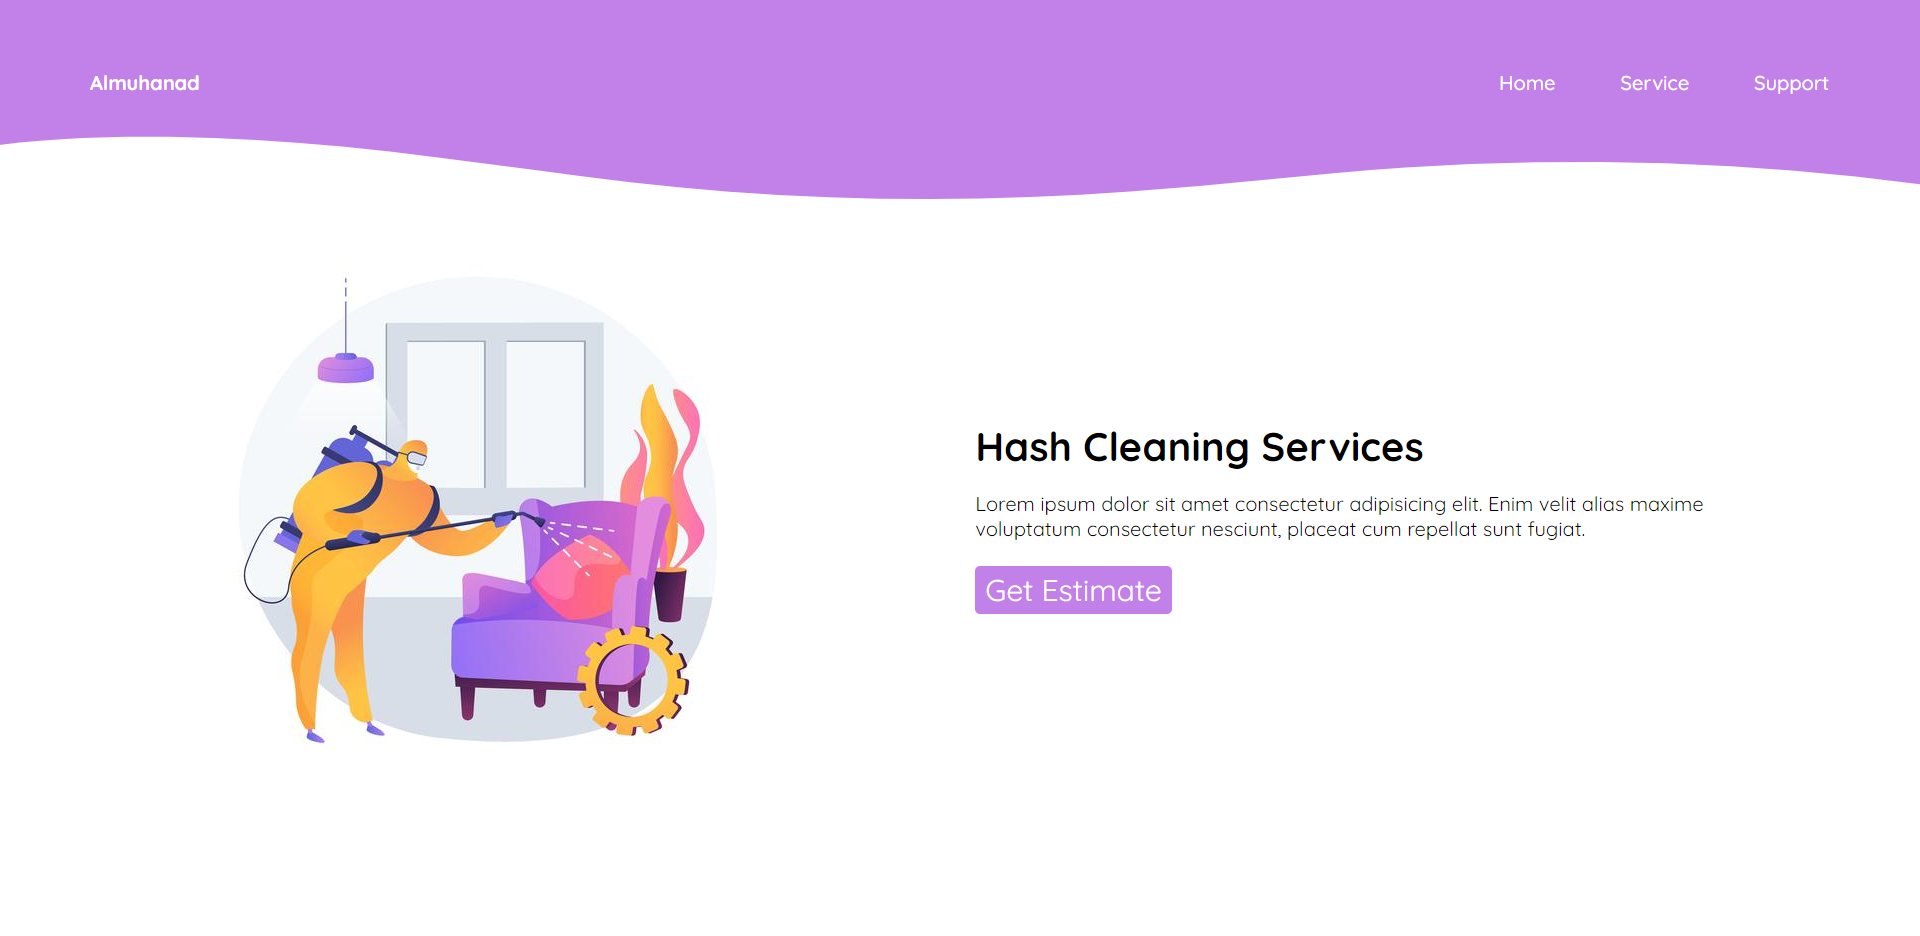 Almuhanad
Home Service Support
Hash Cleaning Services
Lorem ipsum dolor sit amet consectetur adipisicing elit. Enim velit alias maxime
voluptatum consectetur nesciunt, placeat cum repellat sunt fugiat.
Get Estimate